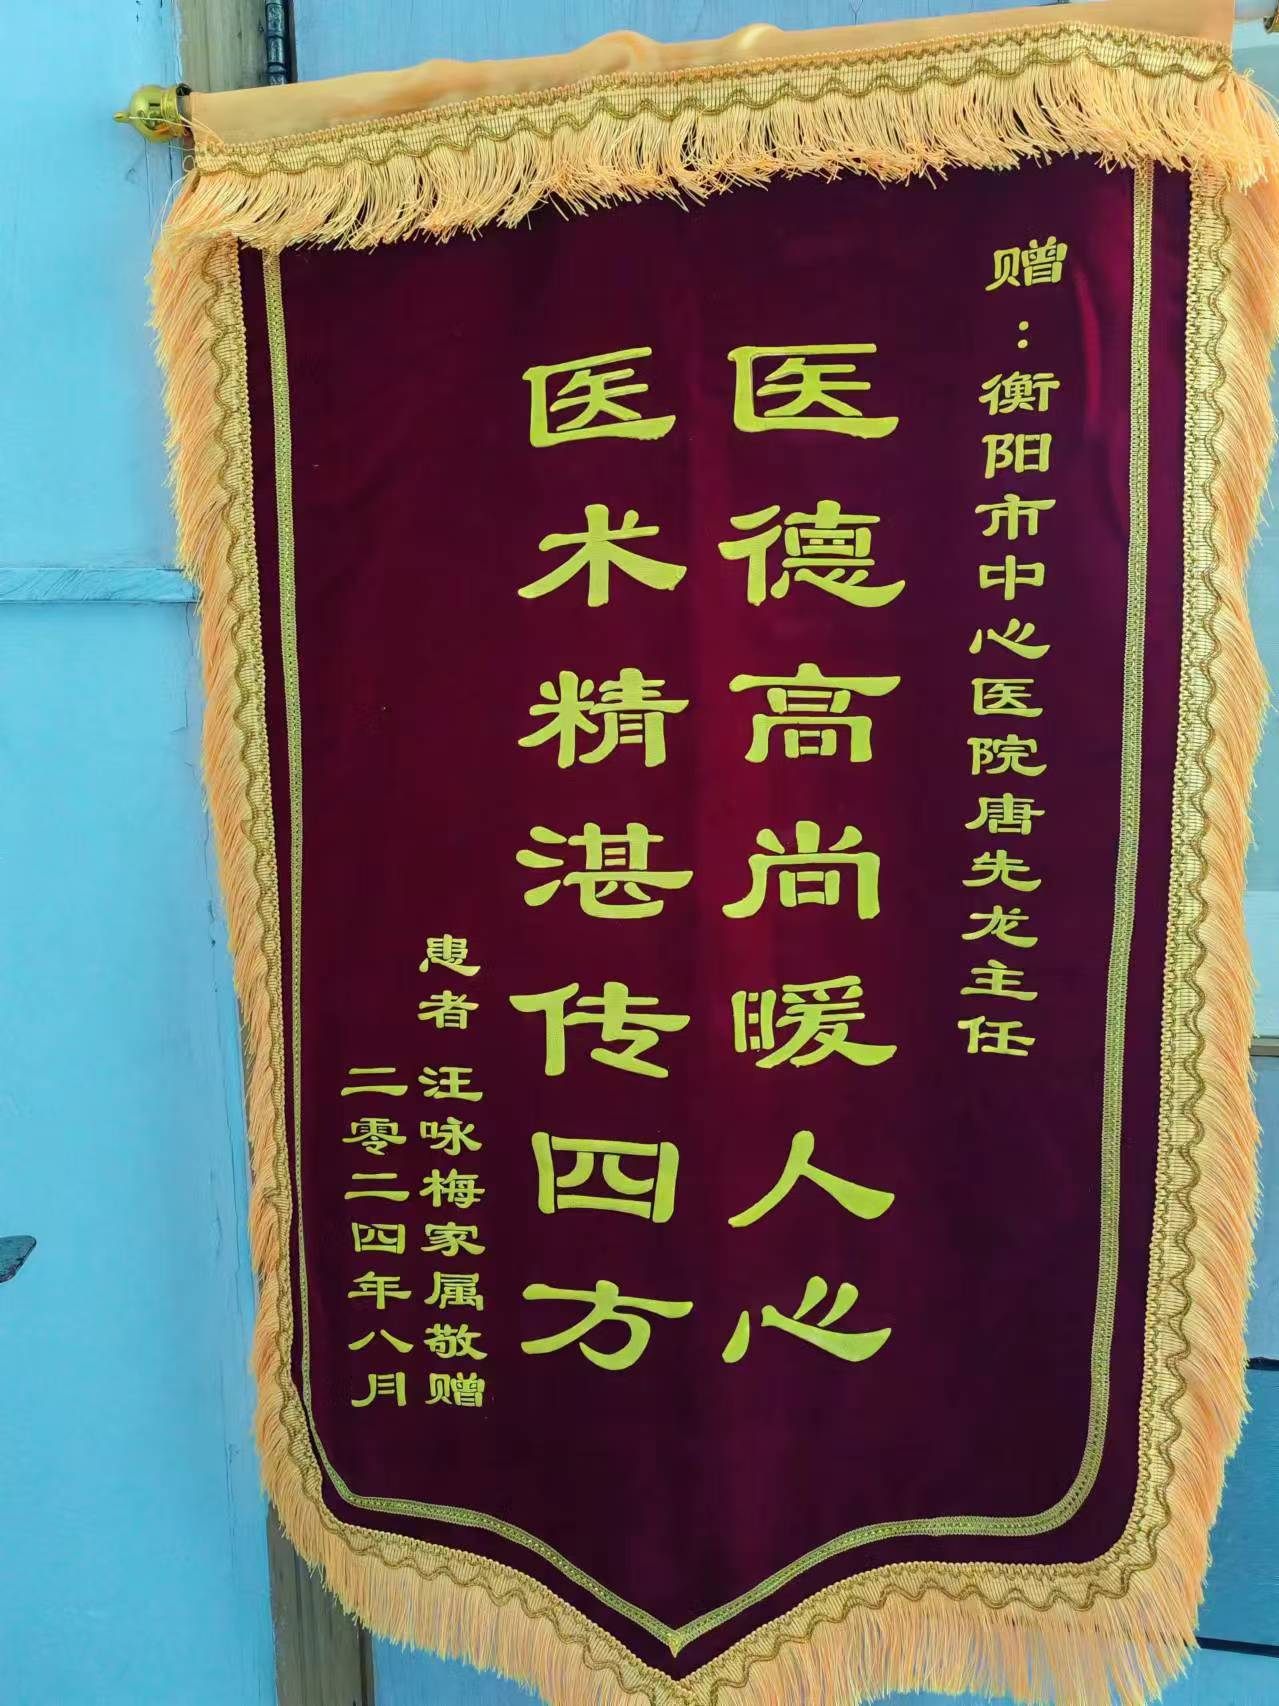 赠：衡阳市中心医院唐先龙主任
医德高尚暖人心
医术精湛传四方
患者 汪咏梅家属敬赠
二零二四年八月